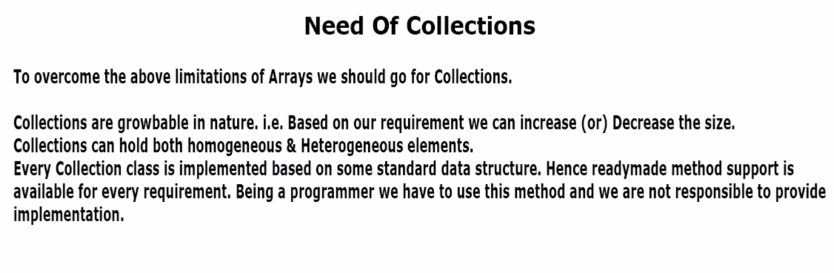 Need Of Collections
To overcome the above limitations of Arrays we should go for Collections.
Collections are growbable in nature. i.e. Based on our requirement we can increase (or) Decrease the size.
Collections can hold both homogeneous & Heterogeneous elements.
Every Collection class is implemented based on some standard data structure. Hence readymade method support is
available for every requirement. Being a programmer we have to use this method and we are not responsible to provide
implementation.